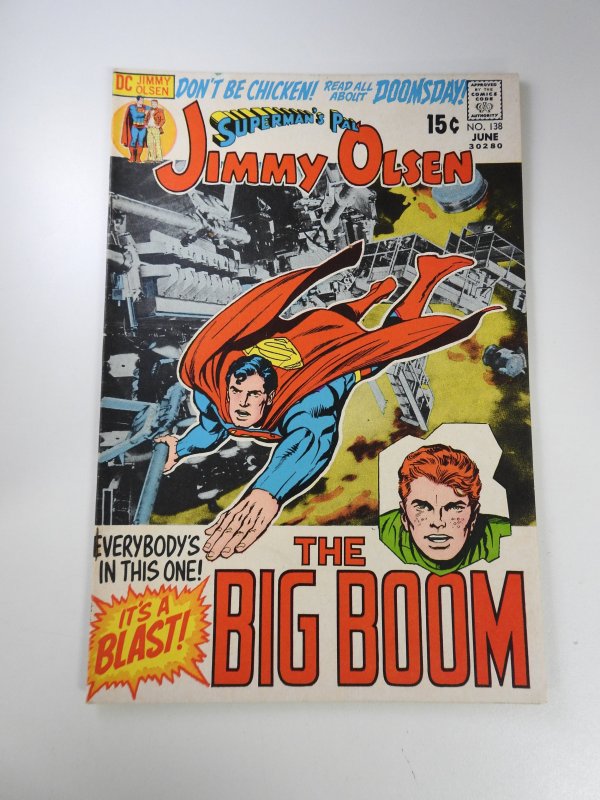 DC JIMMY
OLSEN
DON'T BE CHICKEN! READ ALL ABOUT DOOMSDAY!
APPROVED
BY THE
COMICS
CODE
AUTHORITY
SUPERMAN'S PAL
JIMMY OLSEN
15¢
NO. 138
JUNE
30280
EVERYBODY'S
IN THIS ONE!
IT'S A
BLAST!
THE
BIG BOOM